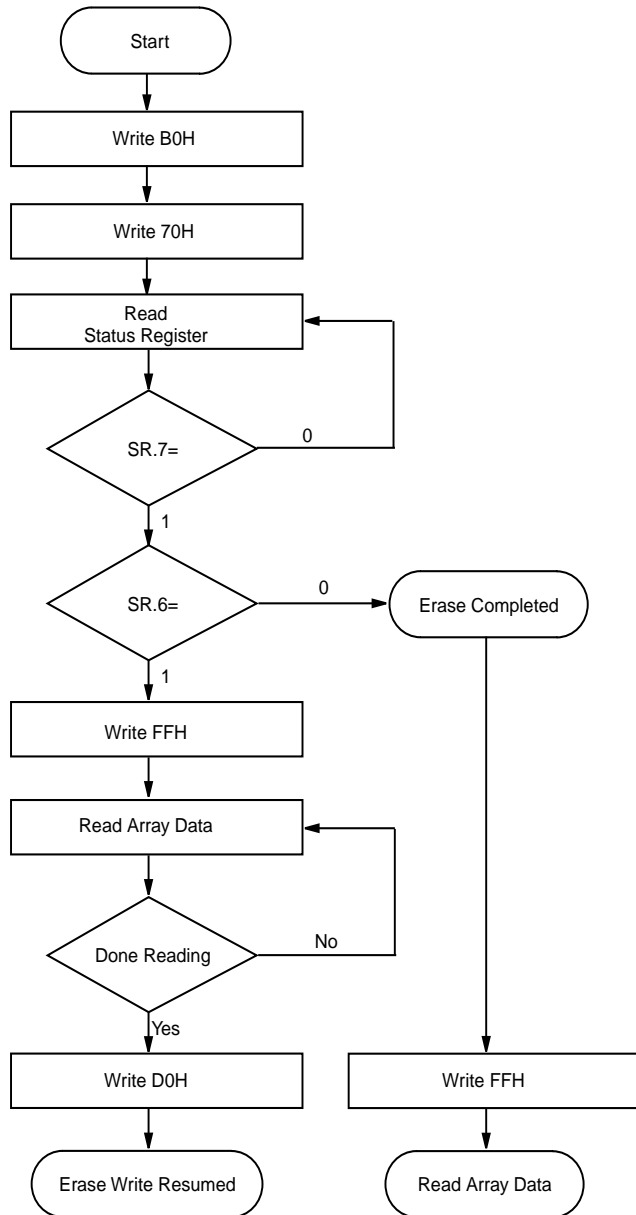 Start
Write B0H
Write 70H
Read
Status Register
SR.7=
0
1
SR.6=
0
Erase Completed
1
Write FFH
Read Array Data
Done Reading
No
Yes
Write D0H
Write FFH
Erase Write Resumed
Read Array Data